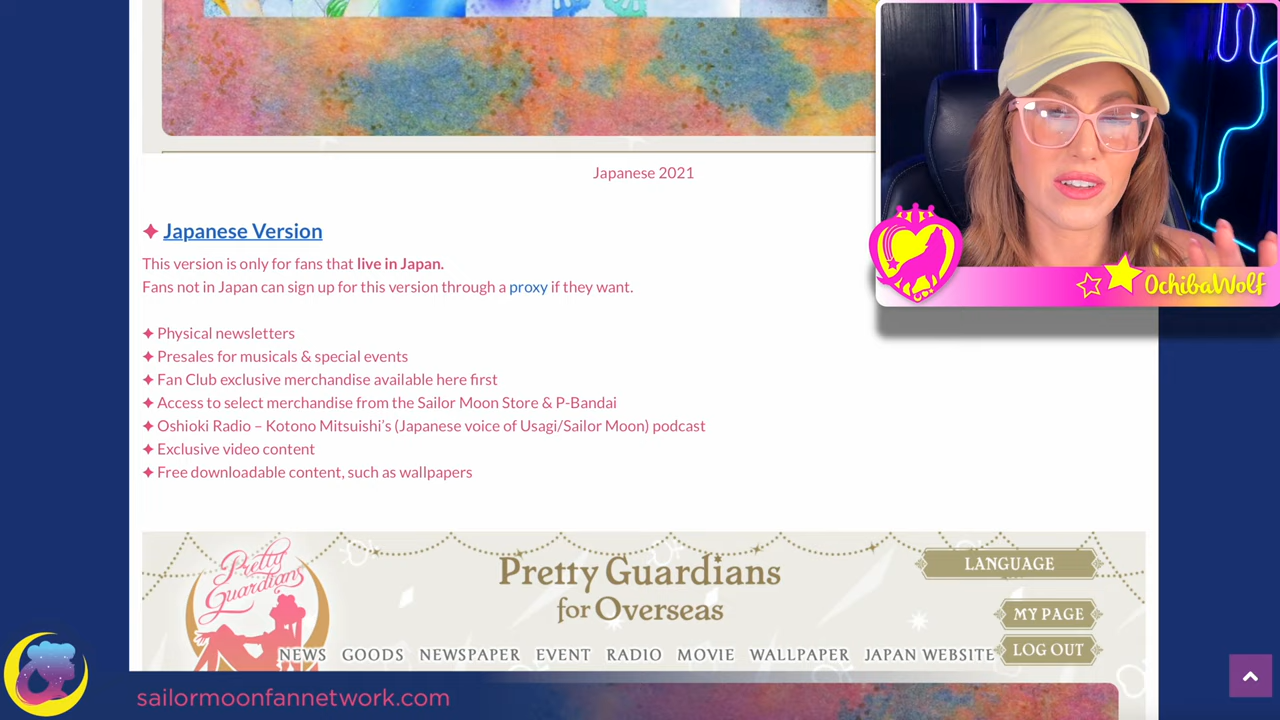 Japanese 2021
Japanese Version
This version is only for fans that live in Japan.
Fans not in Japan can sign up for this version through a proxy if they want.
✦ Physical newsletters
✦ Presales for musicals & special events
✦ Fan Club exclusive merchandise available here first
✦ Access to select merchandise from the Sailor Moon Store & P-Bandai
✦ Oshioki Radio – Kotono Mitsuishi's (Japanese voice of Usagi/Sailor Moon) podcast
✦ Exclusive video content
✦ Free downloadable content, such as wallpapers
OchibaWolf
Pretty Guardians
Pretty Guardians
for Overseas
LANGUAGE
MY PAGE
LOG OUT
NEWS GOODS NEWSPAPER EVENT RADIO MOVIE WALLPAPER JAPAN WEBSITE
sailormoonfannetwork.com